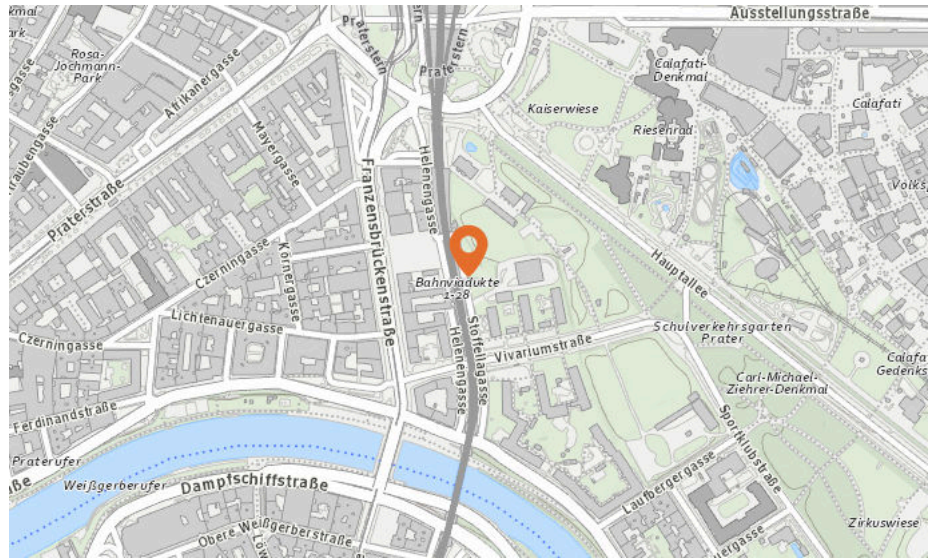 Ausstellungsstraße
Praterstern
Praterstern
Rosa-
Jochmann-
Park
Afrikanergasse
Calafati-
Denkmal
Kaiserwiese
Calafati
Riesenrad
Mayergasse
Helenengasse
Franzensbrückenstraße
Praterstraße
Czerningasse
Körnergasse
Hauptallee
Bahnviadukte
1-28
Lichtenauergasse
Czerningasse
Stoffellagasse
Helenengasse
Vivariumstraße
Schulverkehrsgarten
Prater
Carl-Michael-
Ziehrer-Denkmal
Ferdinandstraße
Sportklubstraße
Praterufer
Weißgerberufer
Dampfschiffstraße
Laufbergergasse
Obere Weißgerberstraße
Zirkuswiese